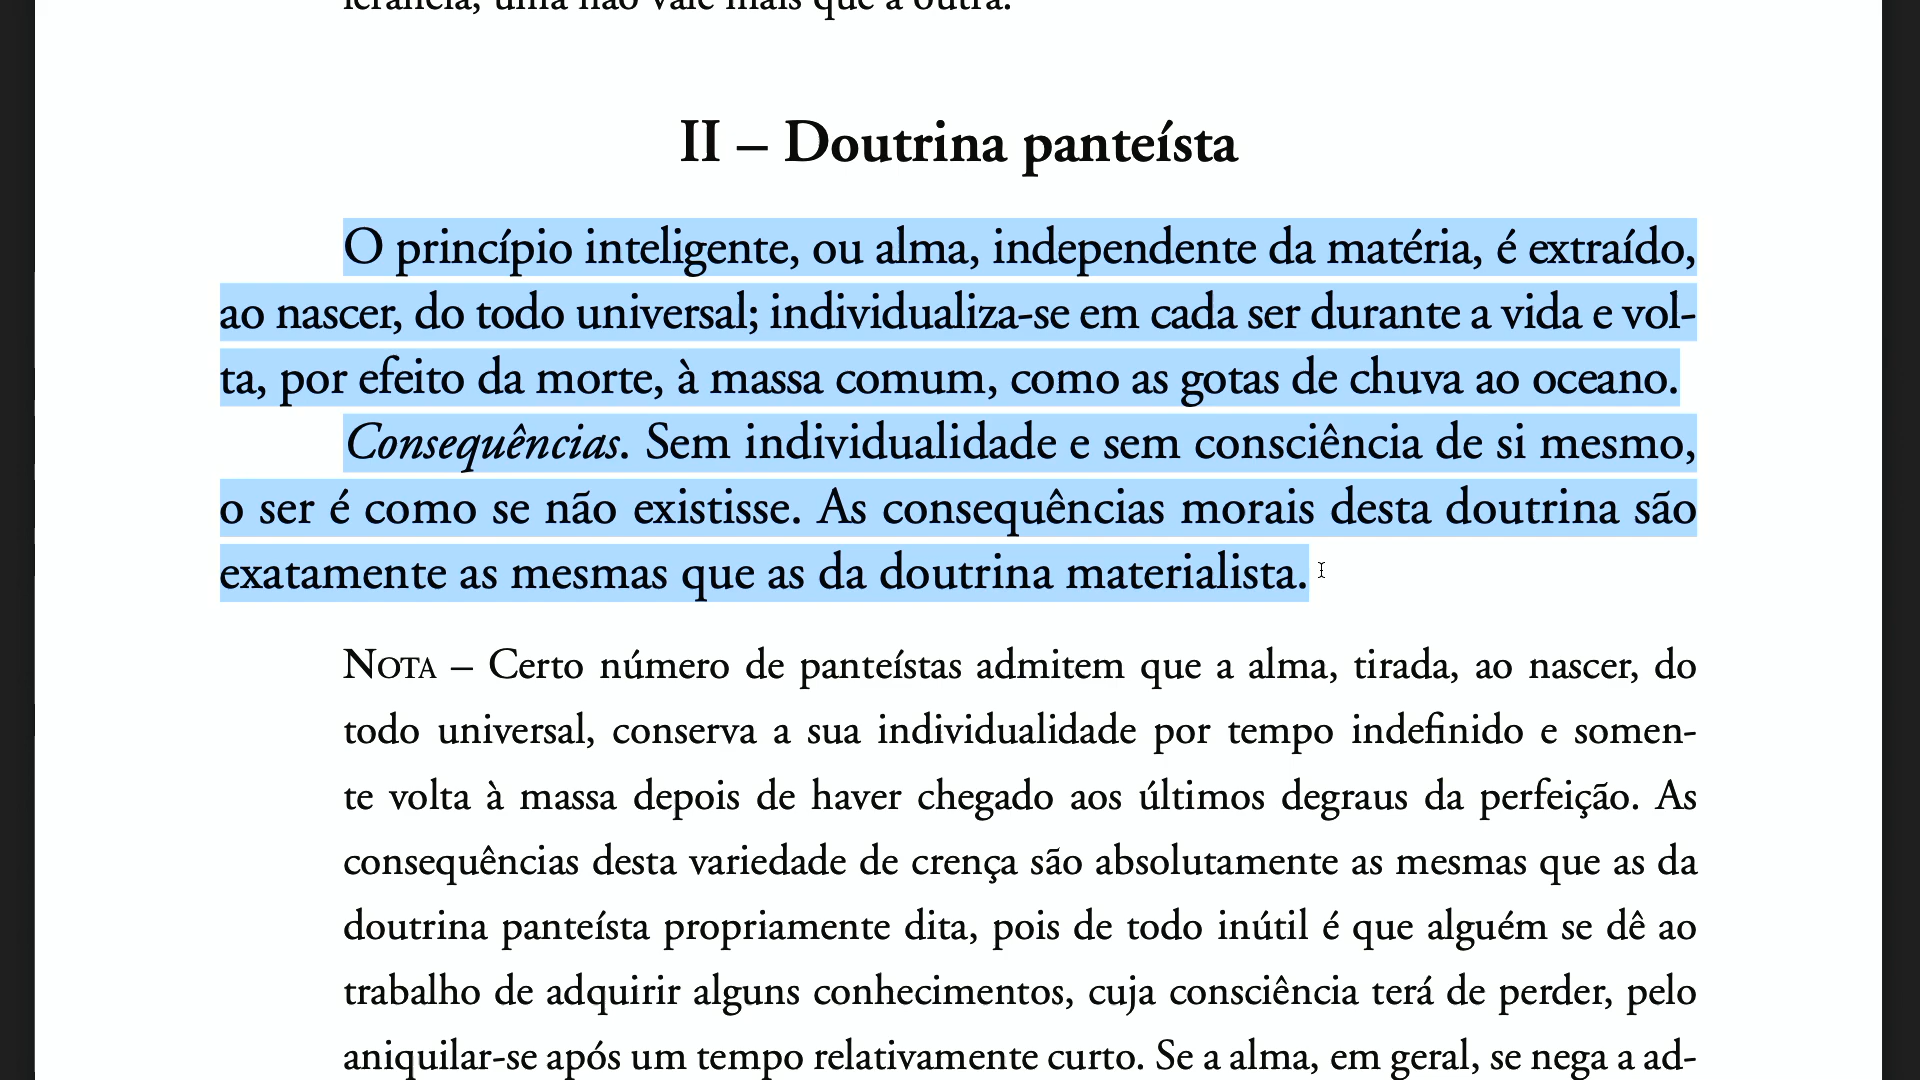 lerância, uma não vale mais que a outra.
II – Doutrina panteísta
O princípio inteligente, ou alma, independente da matéria, é extraído,
ao nascer, do todo universal; individualiza-se em cada ser durante a vida e vol-
ta, por efeito da morte, à massa comum, como as gotas de chuva ao oceano.
Consequências. Sem individualidade e sem consciência de si mesmo,
o ser é como se não existisse. As consequências morais desta doutrina são
exatamente as mesmas que as da doutrina materialista.
NOTA – Certo número de panteístas admitem que a alma, tirada, ao nascer, do
todo universal, conserva a sua individualidade por tempo indefinido e somen-
te volta à massa depois de haver chegado aos últimos degraus da perfeição. As
consequências desta variedade de crença são absolutamente as mesmas que as da
doutrina panteísta propriamente dita, pois de todo inútil é que alguém se dê ao
trabalho de adquirir alguns conhecimentos, cuja consciência terá de perder, pelo
aniquilar-se após um tempo relativamente curto. Se a alma, em geral, se nega a ad-